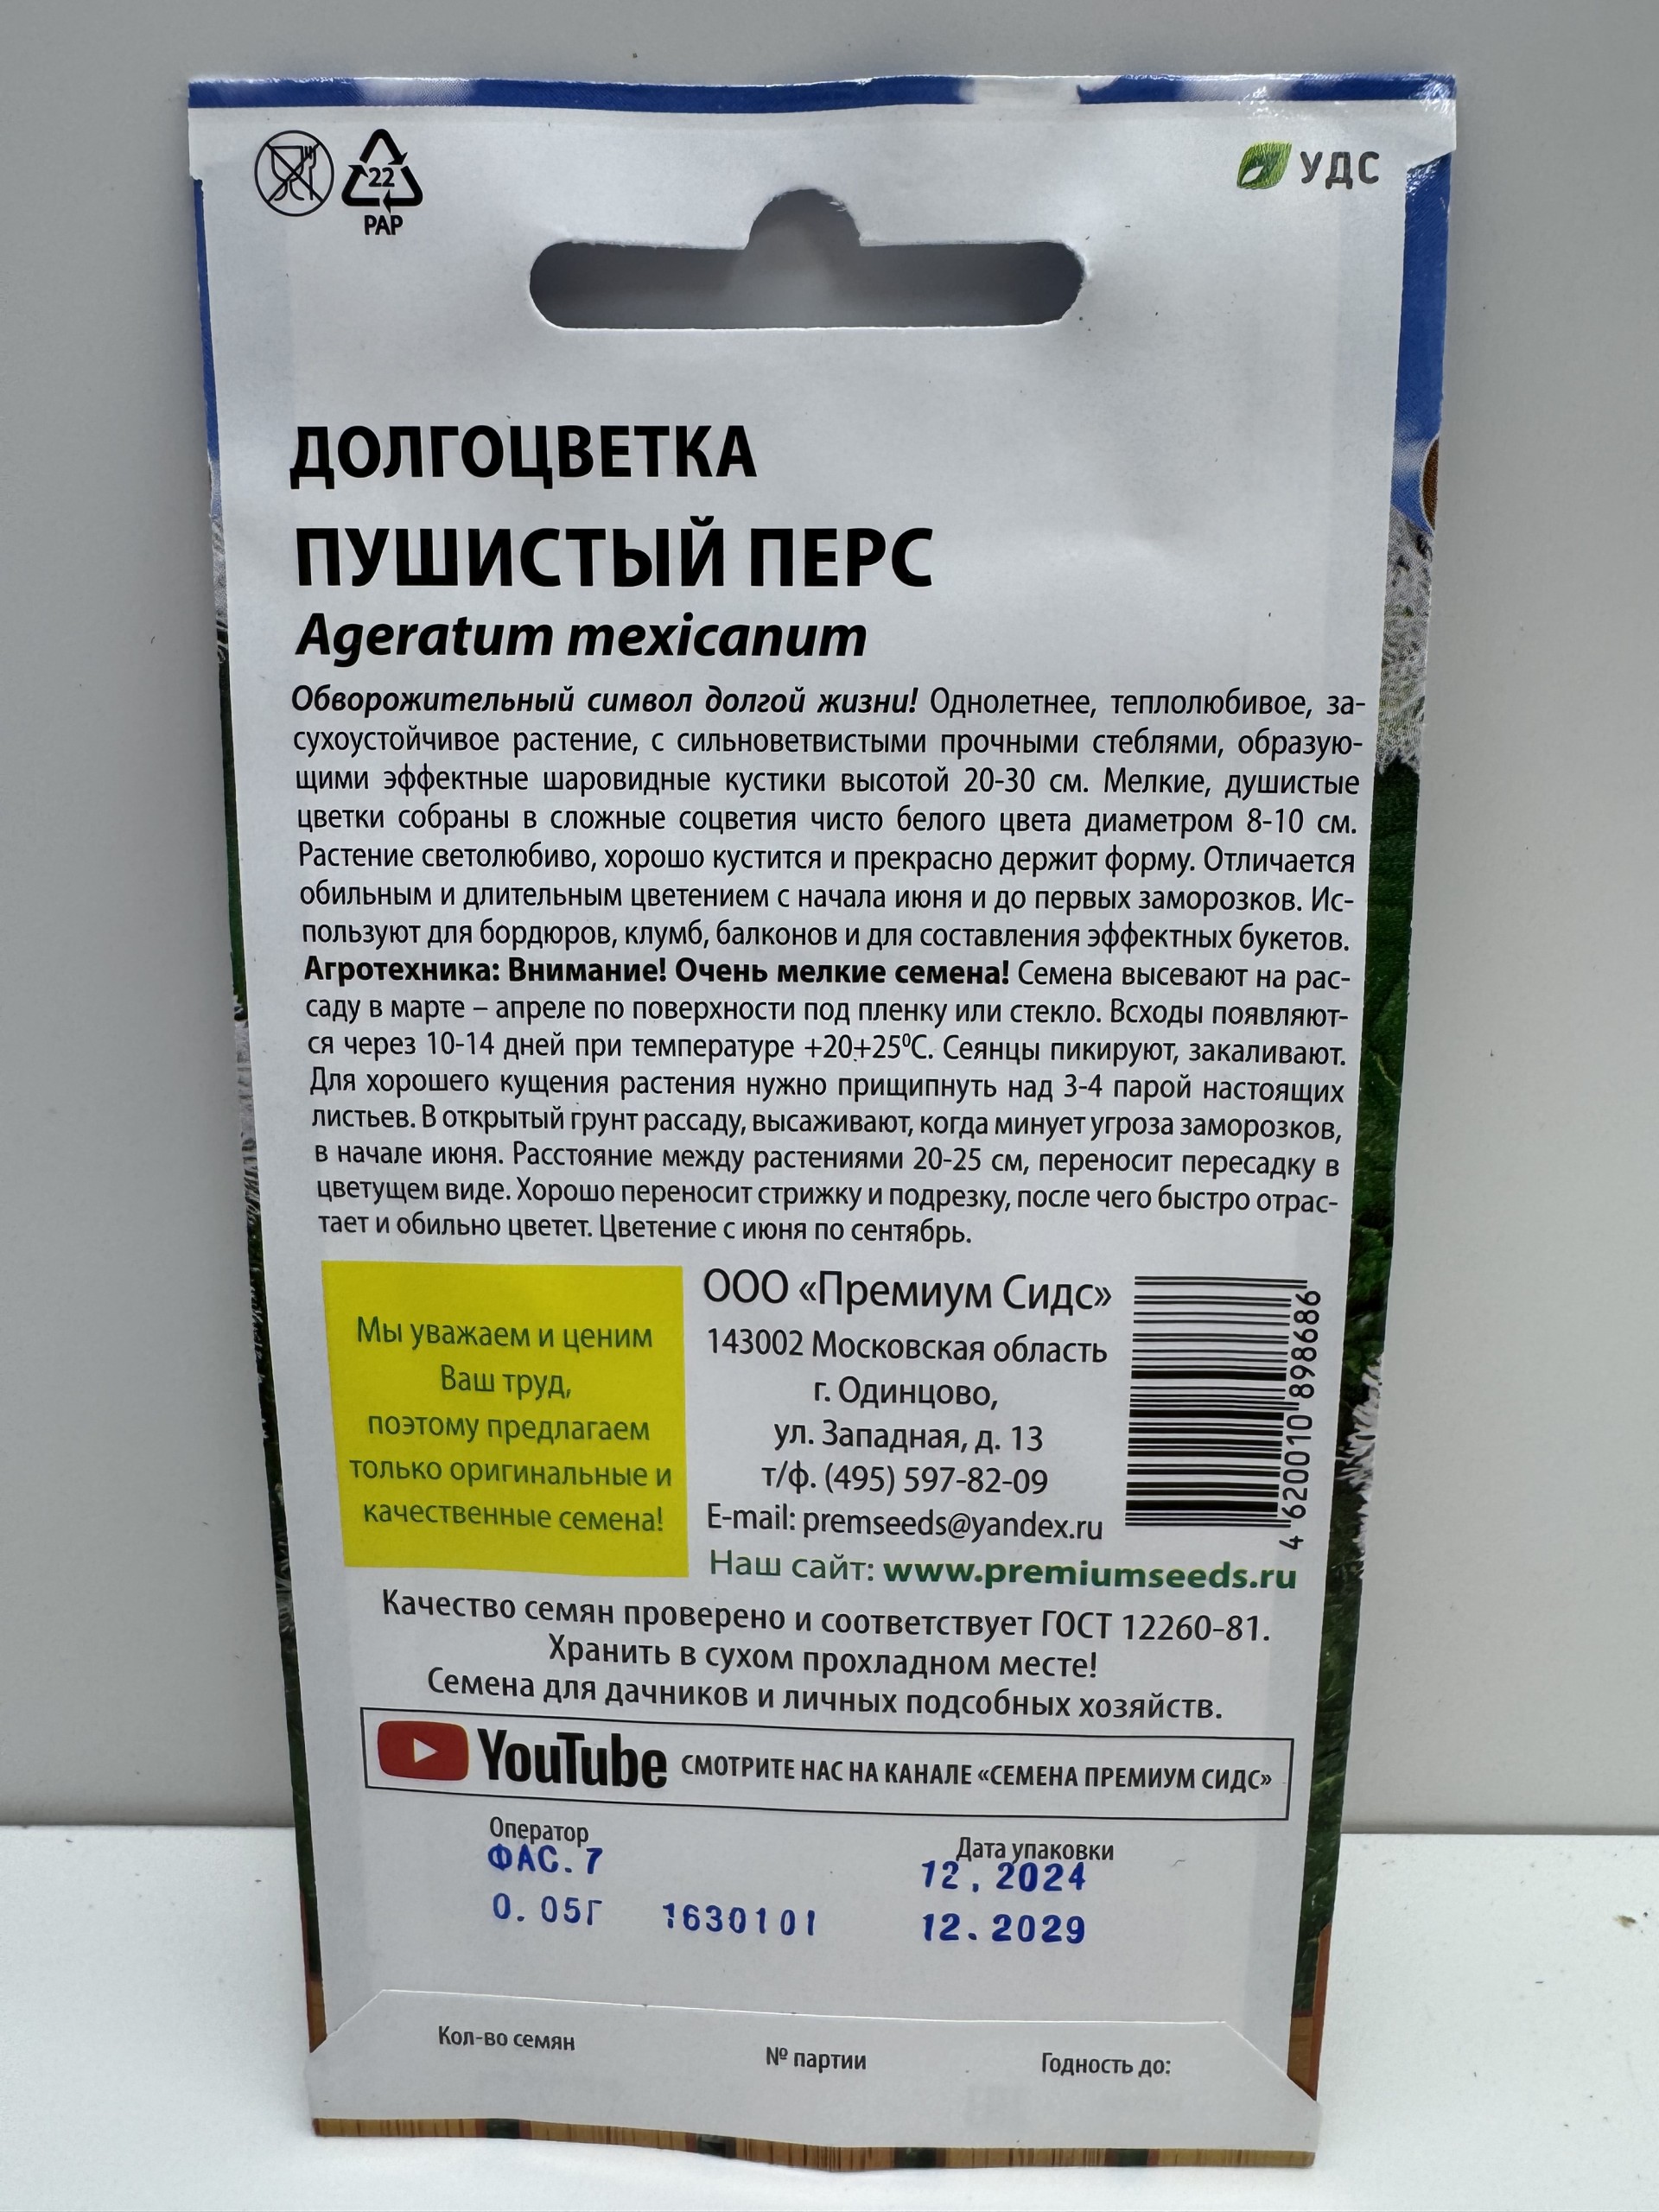 22
PAP
УДС
ДОЛГОЦВЕТКА
ПУШИСТЫЙ ПЕРС
Ageratum mexicanum
Обворожительный символ долгой жизни! Однолетнее, теплолюбивое, за-
сухоустойчивое растение, с сильноветвистыми прочными стеблями, образую-
щими эффектные шаровидные кустики высотой 20-30 см. Мелкие, душистые
цветки собраны в сложные соцветия чисто белого цвета диаметром 8-10 см.
Растение светолюбиво, хорошо кустится и прекрасно держит форму. Отличается
обильным и длительным цветением с начала июня и до первых заморозков. Ис-
пользуют для бордюров, клумб, балконов и для составления эффектных букетов.
Агротехника: Внимание! Очень мелкие семена! Семена высевают на рас-
саду в марте – апреле по поверхности под пленку или стекло. Всходы появляют-
ся через 10-14 дней при температуре +20+25⁰С. Сеянцы пикируют, закаливают.
Для хорошего кущения растения нужно прищипнуть над 3-4 парой настоящих
листьев. В открытый грунт рассаду, высаживают, когда минует угроза заморозков,
в начале июня. Расстояние между растениями 20-25 см, переносит пересадку в
цветущем виде. Хорошо переносит стрижку и подрезку, после чего быстро отрас-
тает и обильно цветет. Цветение с июня по сентябрь.
Мы уважаем и ценим
Ваш труд,
поэтому предлагаем
только оригинальные и
качественные семена!
ООО «Премиум Сидс»
143002 Московская область
г. Одинцово,
ул. Западная, д. 13
т/ф. (495) 597-82-09
E-mail: premseeds@yandex.ru
Наш сайт: www.premiumseeds.ru
4 620010 898686
Качество семян проверено и соответствует ГОСТ 12260-81.
Хранить в сухом прохладном месте!
Семена для дачников и личных подсобных хозяйств.
YouTube СМОТРИТЕ НАС НА КАНАЛЕ «СЕМЕНА ПРЕМИУМ СИДС»
Оператор
Дата упаковки
ФАС. 7
12. 2024
0. 05Г 1630101 12. 2029
Кол-во семян
№ партии
Годность до: